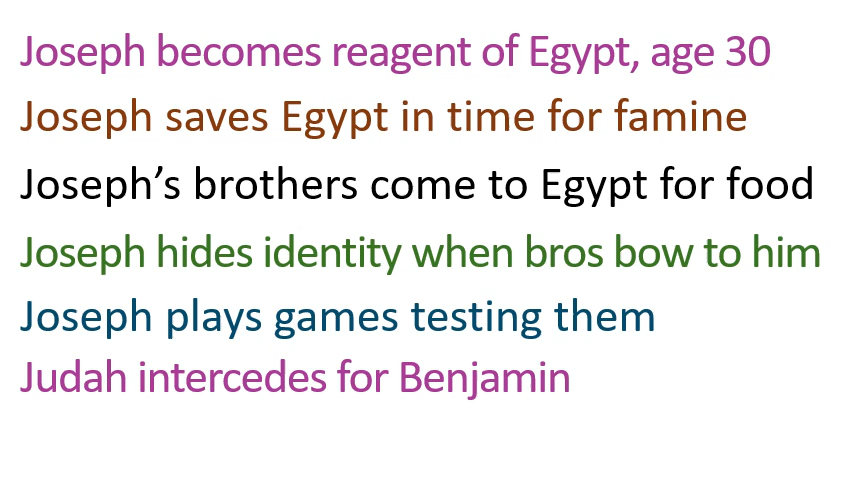 Joseph becomes reagent of Egypt, age 30
Joseph saves Egypt in time for famine
Joseph’s brothers come to Egypt for food
Joseph hides identity when bros bow to him
Joseph plays games testing them
Judah intercedes for Benjamin